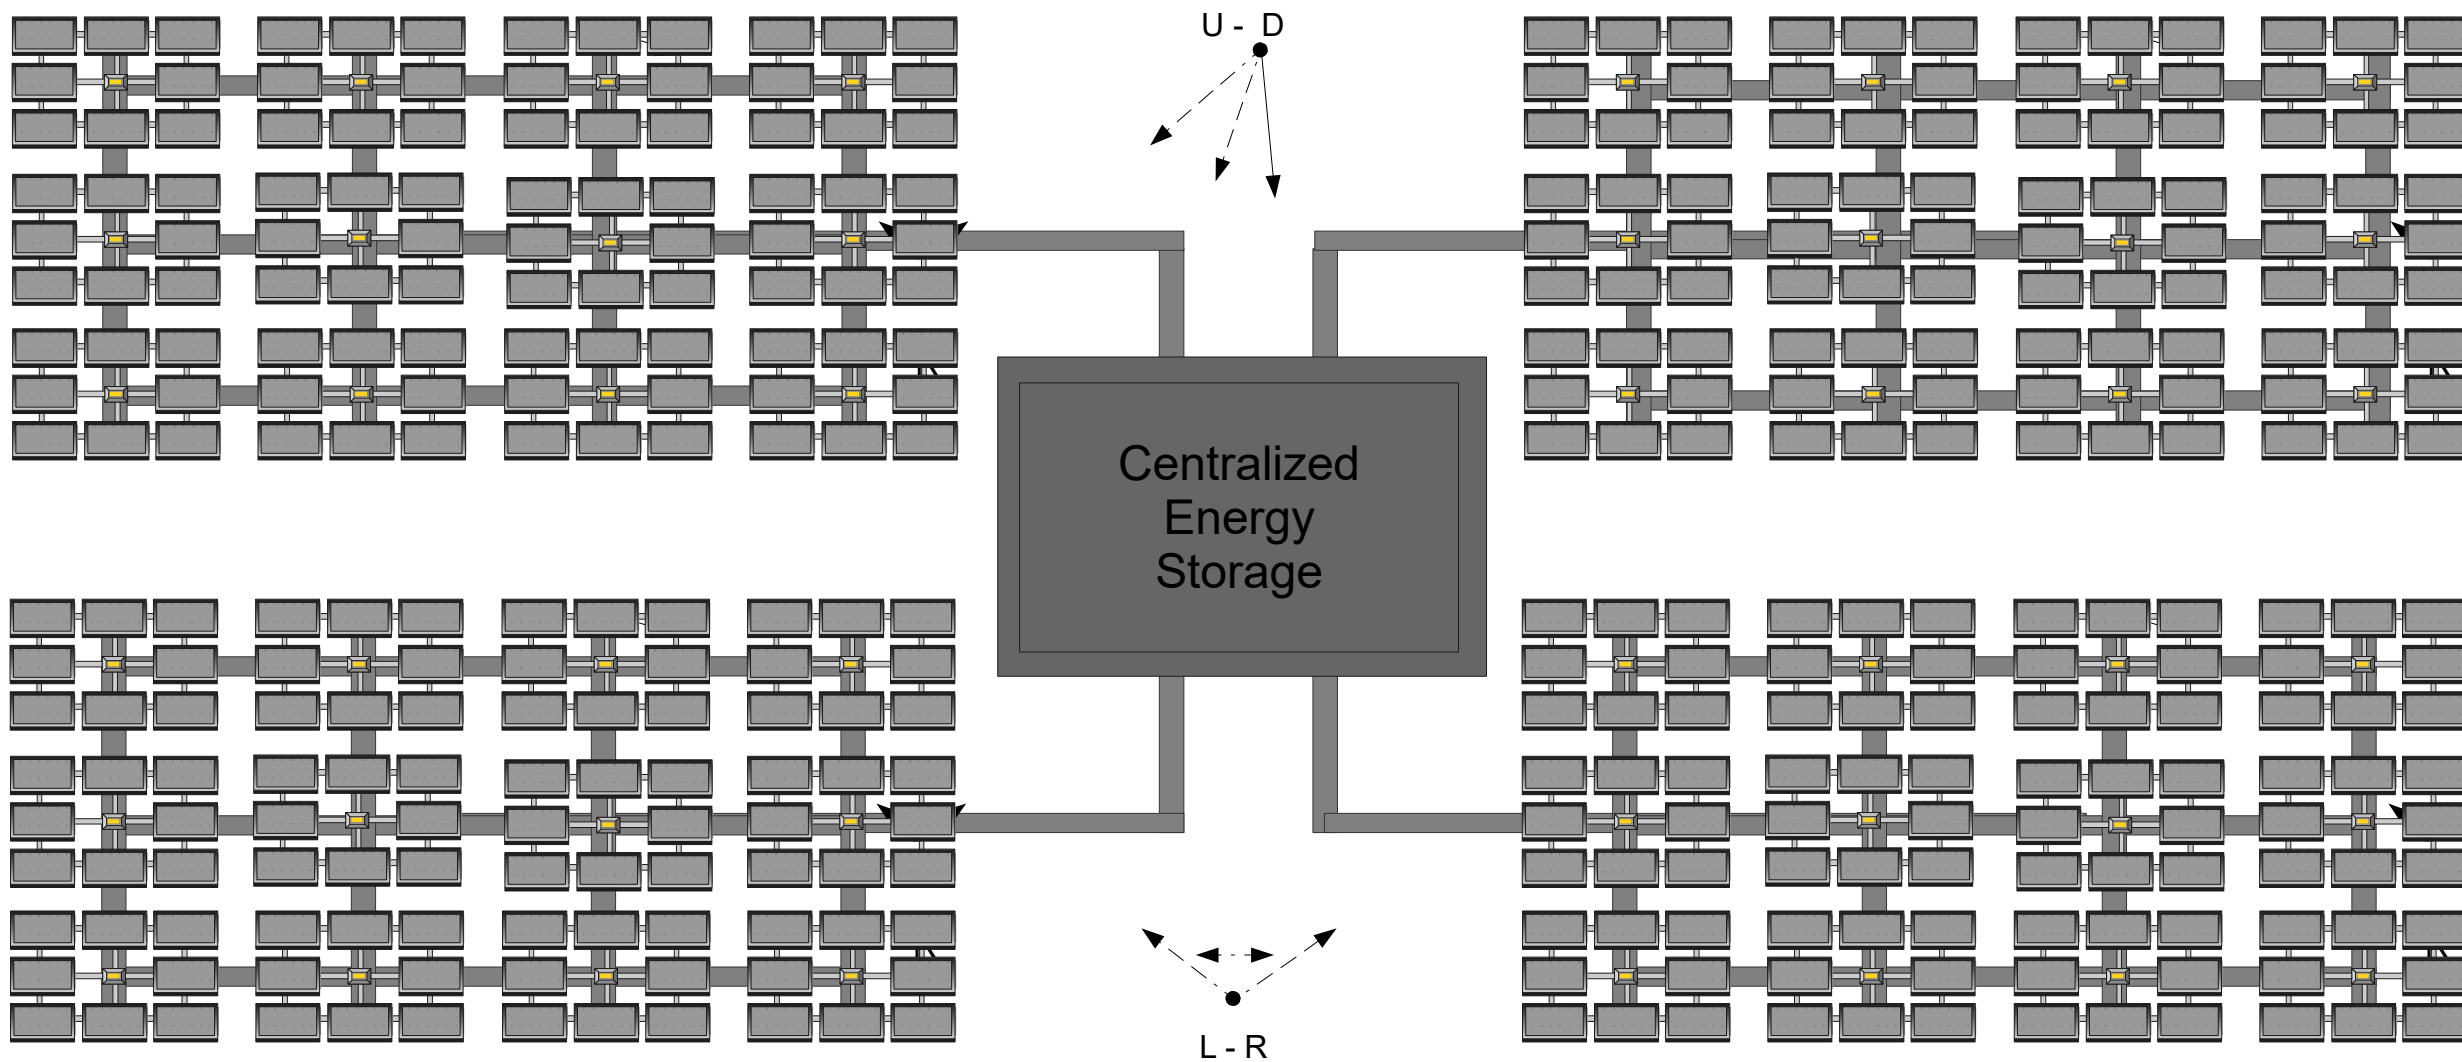 U - D
Centralized
Energy
Storage
L - R